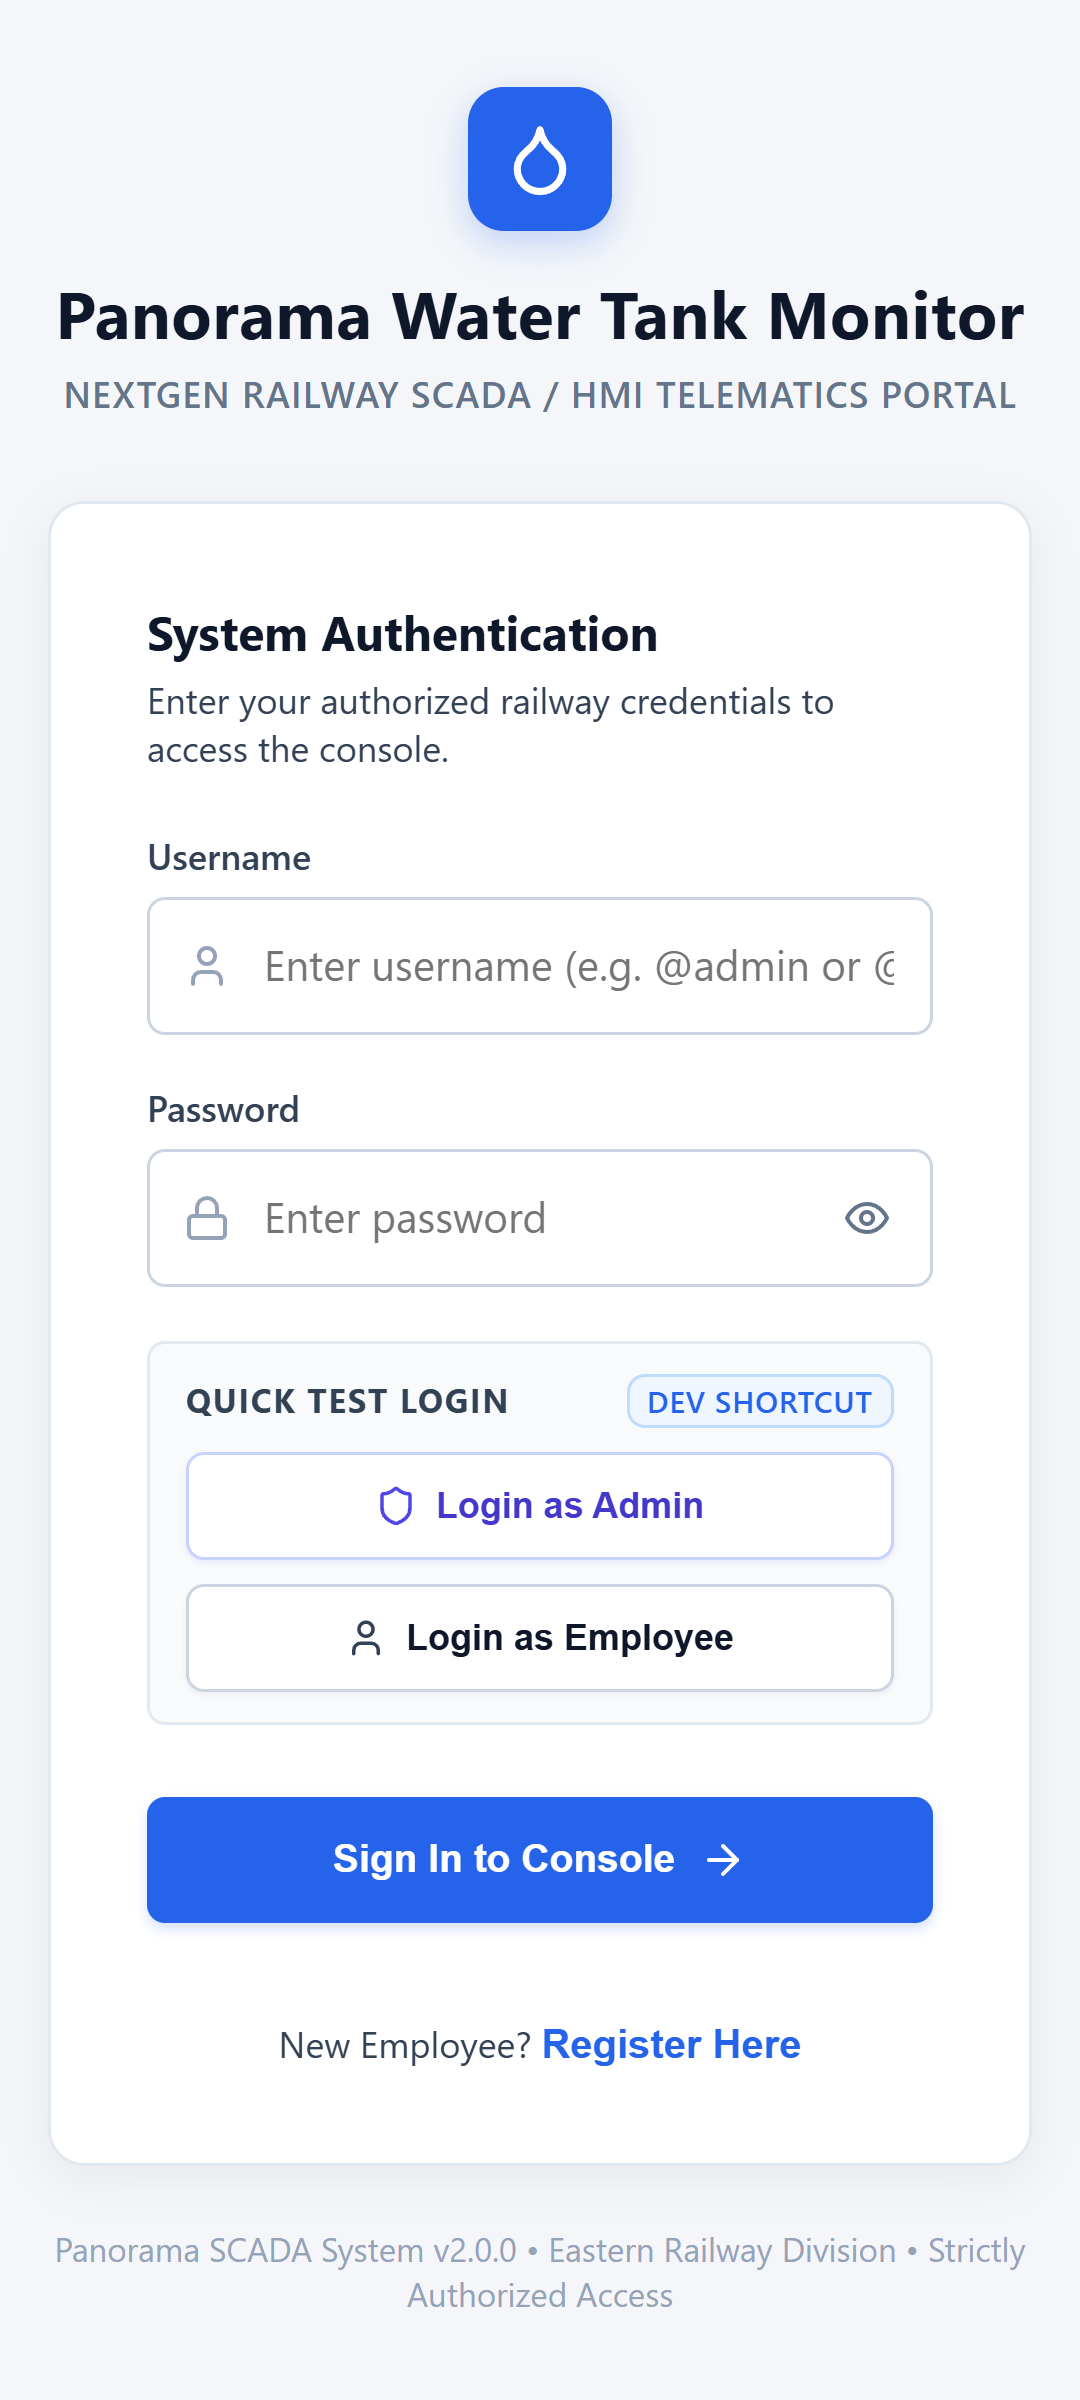 Panorama Water Tank Monitor
NEXTGEN RAILWAY SCADA / HMI TELEMATICS PORTAL
System Authentication
Enter your authorized railway credentials to
access the console.
Username
Enter username (e.g. @admin or @
Password
Enter password
QUICK TEST LOGIN
DEV SHORTCUT
Login as Admin
Login as Employee
Sign In to Console
New Employee? Register Here
Panorama SCADA System v2.0.0 • Eastern Railway Division • Strictly
Authorized Access